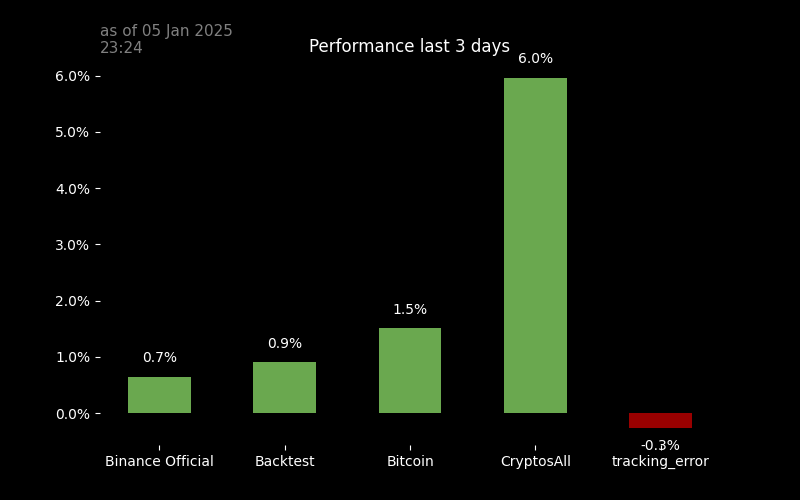 as of 05 Jan 2025
23:24
Performance last 3 days
6.0%
6.0%
5.0%
4.0%
3.0%
2.0%
1.5%
1.0%
0.9%
0.7%
0.0%
-0.3%
Binance Official
Backtest
Bitcoin
CryptosAll
tracking_error